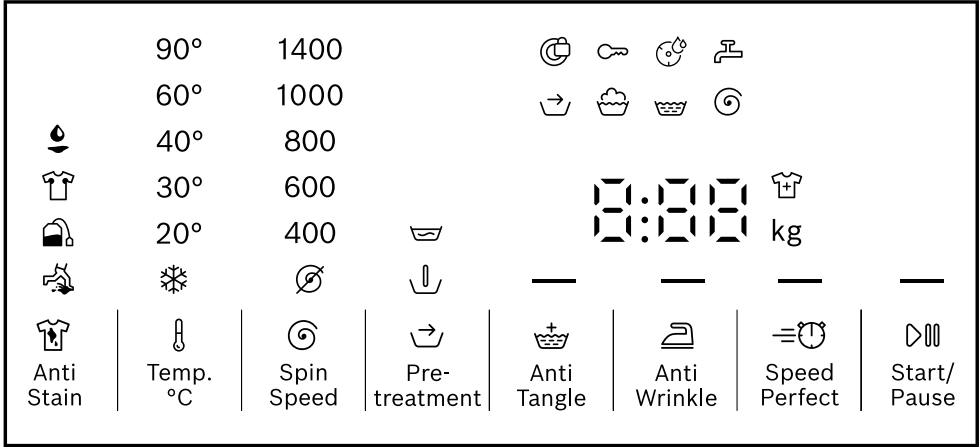 90° 1400
60° 1000
40° 800
30° 600
20° 400
8:88
kg
Anti
Stain
Temp.
°C
Spin
Speed
Pre-
treatment
Anti
Tangle
Anti
Wrinkle
Speed
Perfect
Start/
Pause